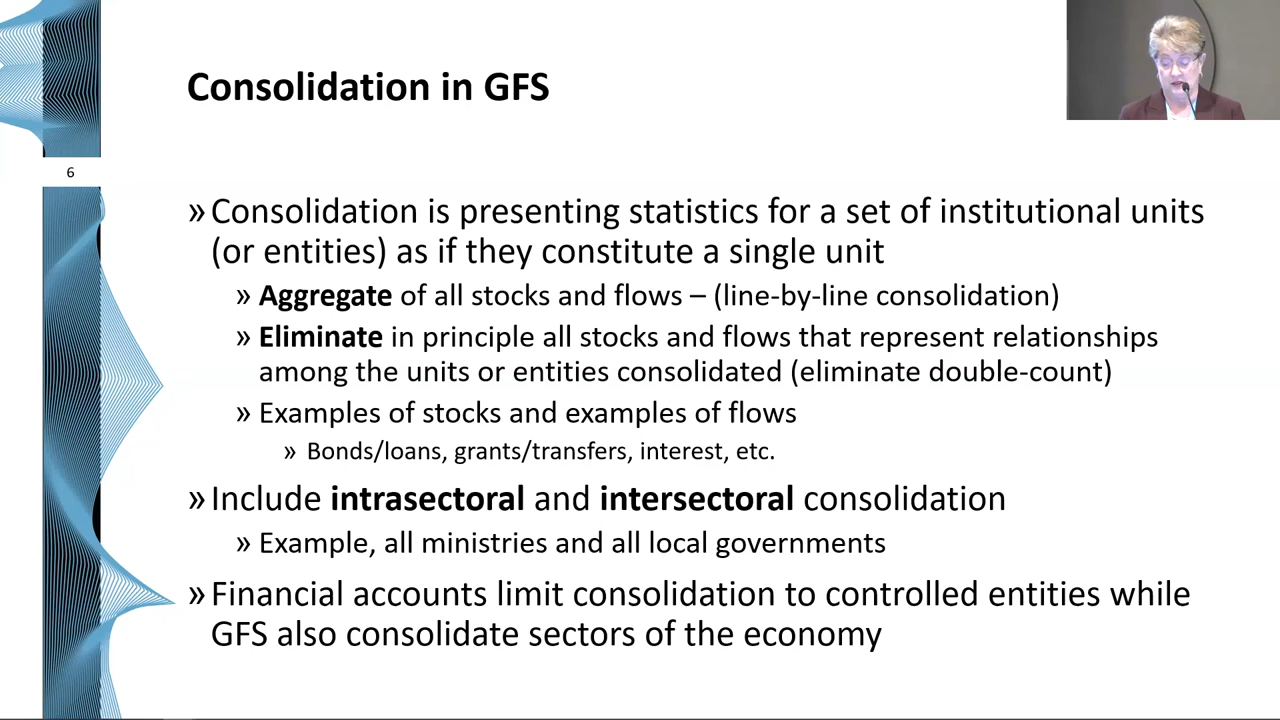 Consolidation in GFS
6
» Consolidation is presenting statistics for a set of institutional units
(or entities) as if they constitute a single unit
» Aggregate of all stocks and flows – (line-by-line consolidation)
» Eliminate in principle all stocks and flows that represent relationships
among the units or entities consolidated (eliminate double-count)
» Examples of stocks and examples of flows
» Bonds/loans, grants/transfers, interest, etc.
» Include intrasectoral and intersectoral consolidation
» Example, all ministries and all local governments
» Financial accounts limit consolidation to controlled entities while
GFS also consolidate sectors of the economy